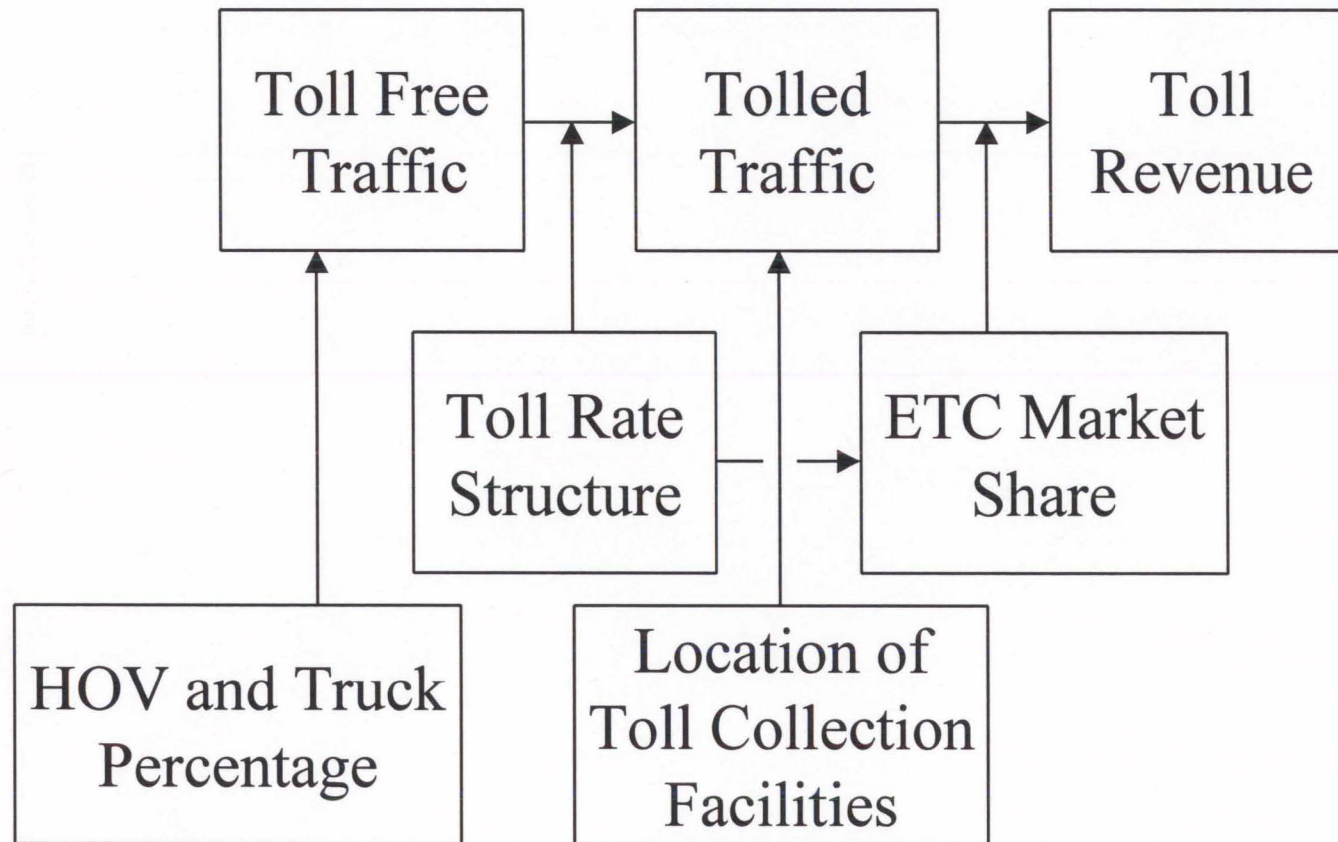 Toll Free
Traffic
Tolled
Traffic
Toll
Revenue
Toll Rate
Structure
ETC Market
Share
HOV and Truck
Percentage
Location of
Toll Collection
Facilities